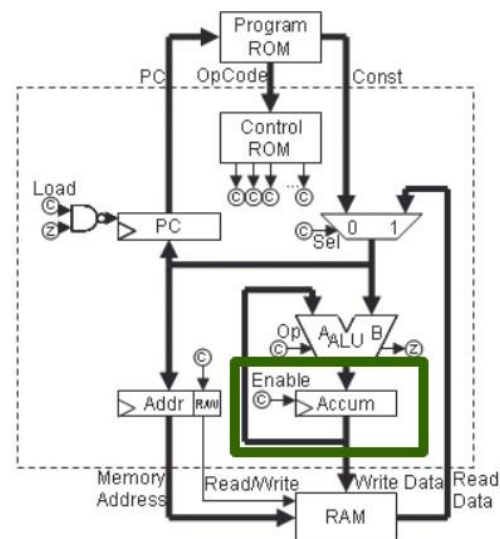 Program
ROM
PC
OpCode
Const
Control
ROM
© © © ... ©
Load
©
Z
PC
© Sel
0 1
Op
©
A ALU B
Z
©
Enable
©
Addr
R/W
Accum
Memory
Address
Read/Write
Write Data
Read
Data
RAM